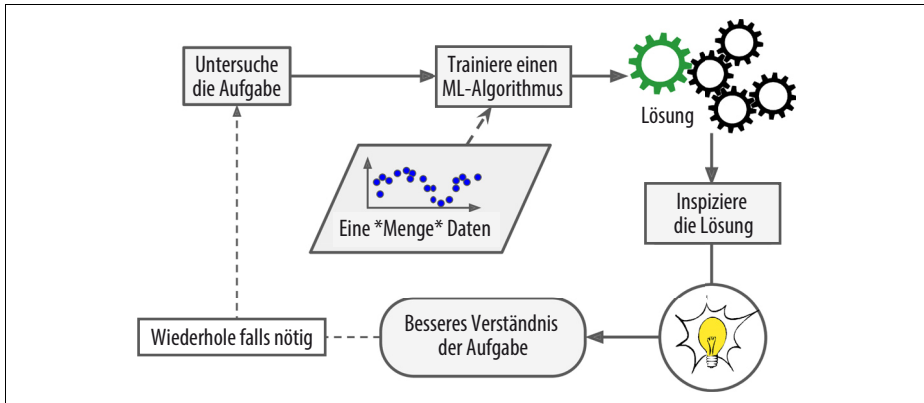 Untersuche
die Aufgabe
Trainiere einen
ML-Algorithmus
Lösung
Eine *Menge* Daten
Inspiziere
die Lösung
Besseres Verständnis
der Aufgabe
Wiederhole falls nötig